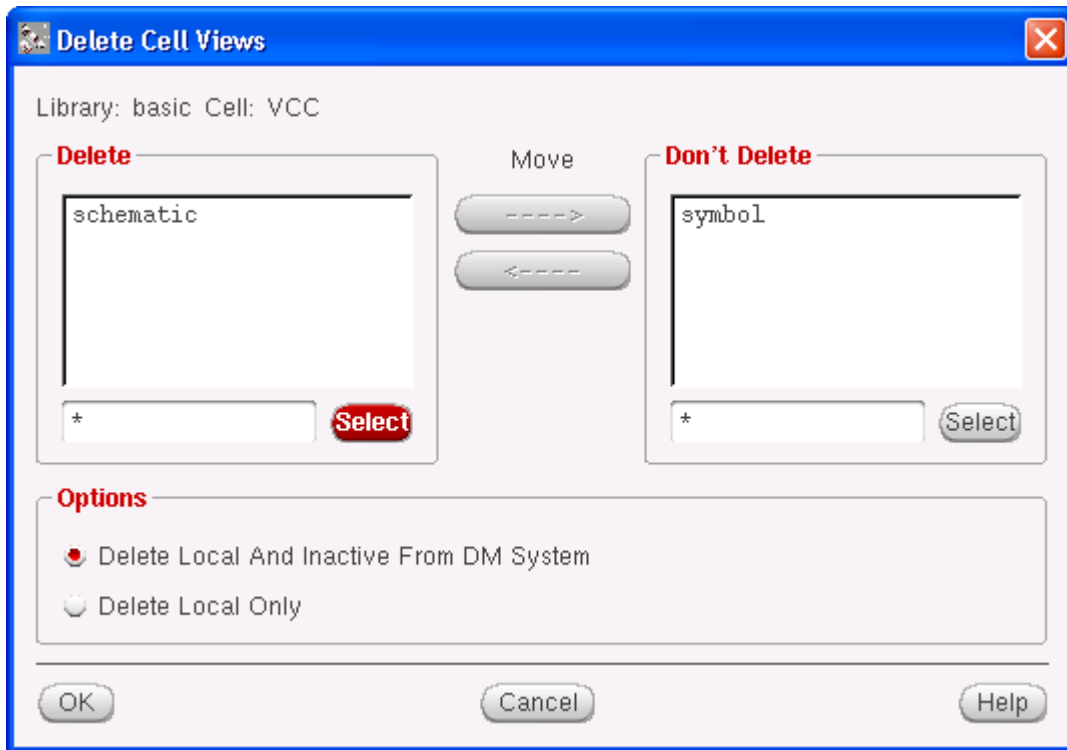 Delete Cell Views
Library: basic Cell: VCC
Delete
schematic
*
Select
Move
---->
<----
Don't Delete
symbol
*
Select
Options
Delete Local And Inactive From DM System
Delete Local Only
OK
Cancel
Help